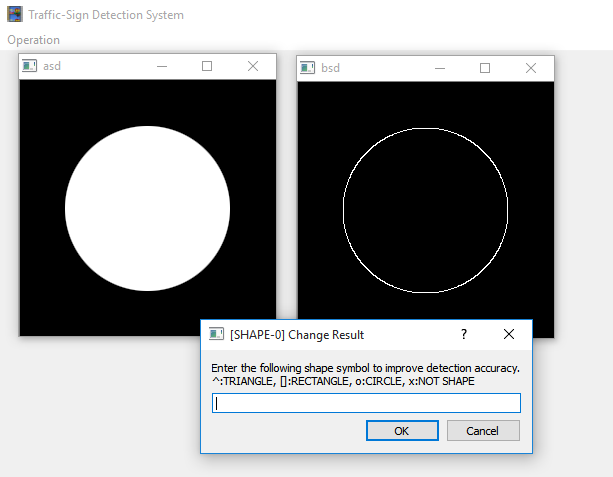 Traffic-Sign Detection System
Operation
asd
bsd
[SHAPE-0] Change Result
?
Enter the following shape symbol to improve detection accuracy.
^:TRIANGLE, []:RECTANGLE, o:CIRCLE, x:NOT SHAPE
OK
Cancel